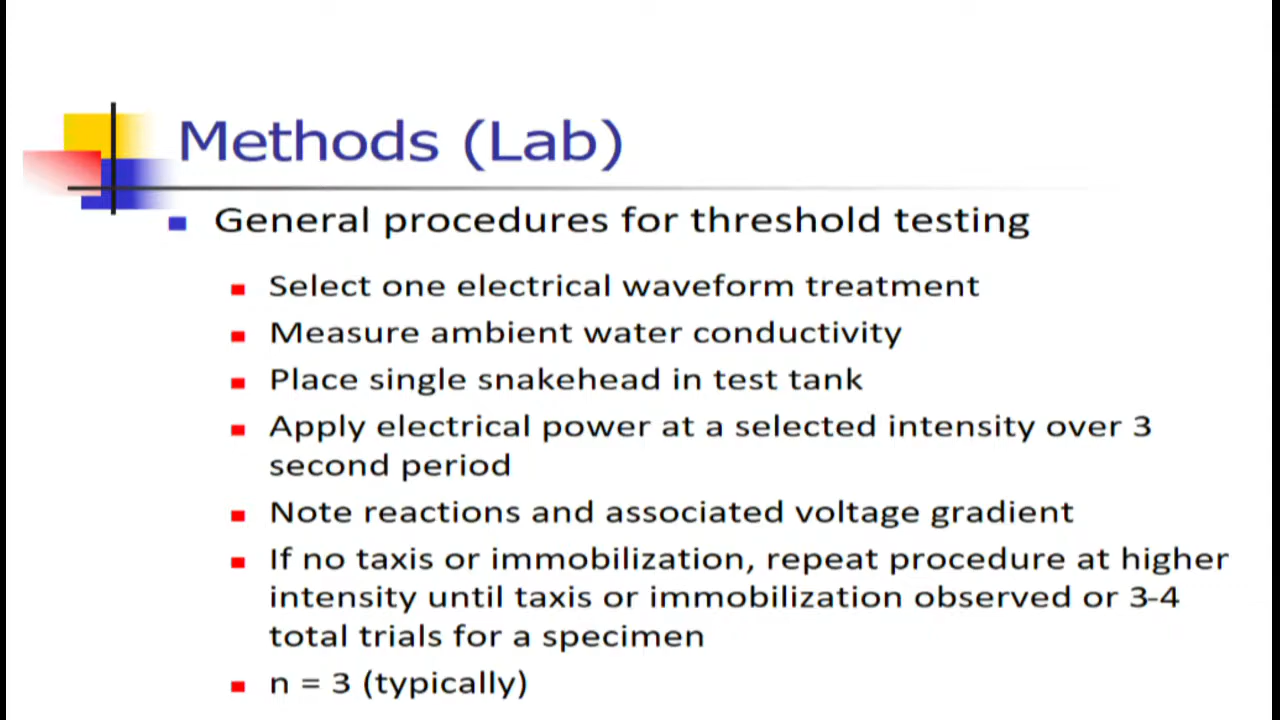 Methods (Lab)
General procedures for threshold testing
Select one electrical waveform treatment
Measure ambient water conductivity
Place single snakehead in test tank
Apply electrical power at a selected intensity over 3
second period
Note reactions and associated voltage gradient
If no taxis or immobilization, repeat procedure at higher
intensity until taxis or immobilization observed or 3-4
total trials for a specimen
n = 3 (typically)